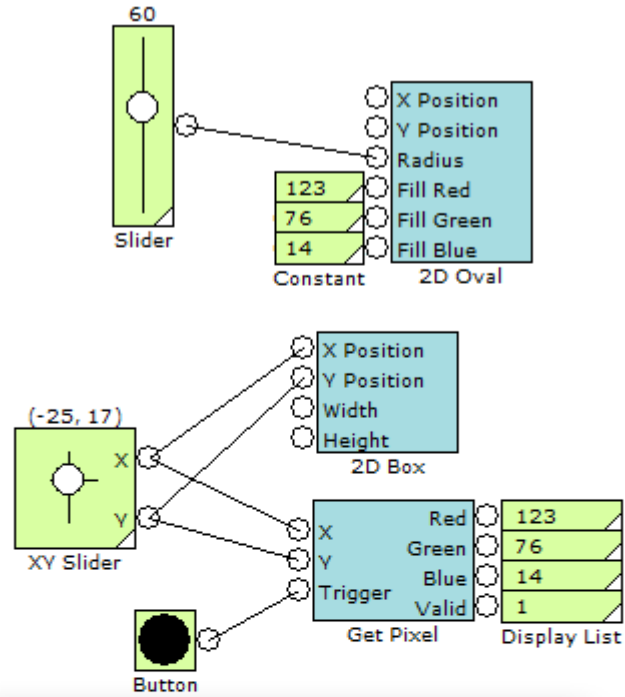 60
Slider
X Position
Y Position
Radius
123 Fill Red
76 Fill Green
14 Fill Blue
Constant
2D Oval
X Position
Y Position
Width
Height
2D Box
(-25, 17)
X
Y
XY Slider
X
Y
Trigger
Red 123
Green 76
Blue 14
Valid 1
Get Pixel
Display List
Button